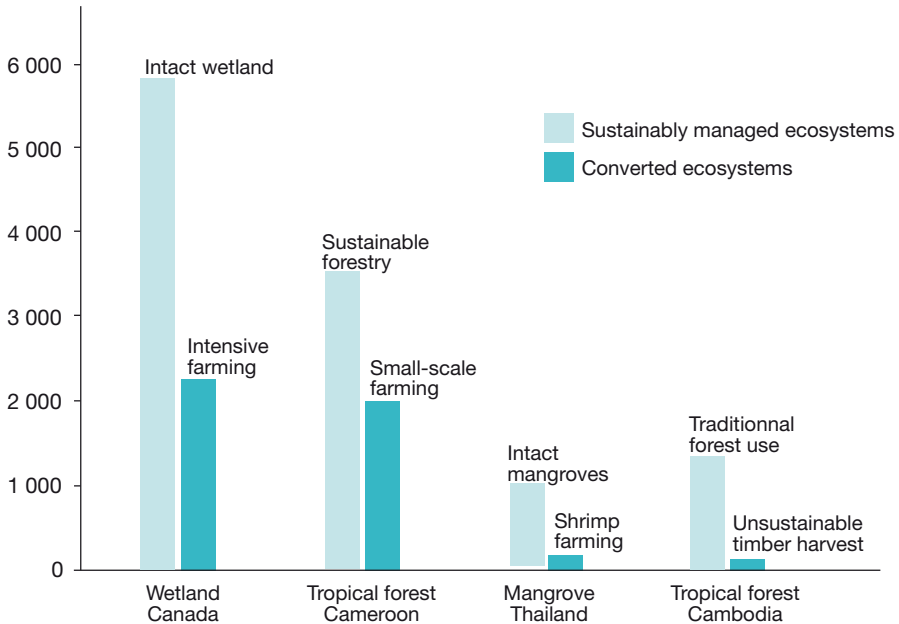 6 000
5 000
4 000
3 000
2 000
1 000
0
Intact wetland
Intensive
farming
Sustainable
forestry
Small-scale
farming
Intact
mangroves
Shrimp
farming
Traditionnal
forest use
Unsustainable
timber harvest
Sustainably managed ecosystems
Converted ecosystems
Wetland
Canada
Tropical forest
Cameroon
Mangrove
Thailand
Tropical forest
Cambodia